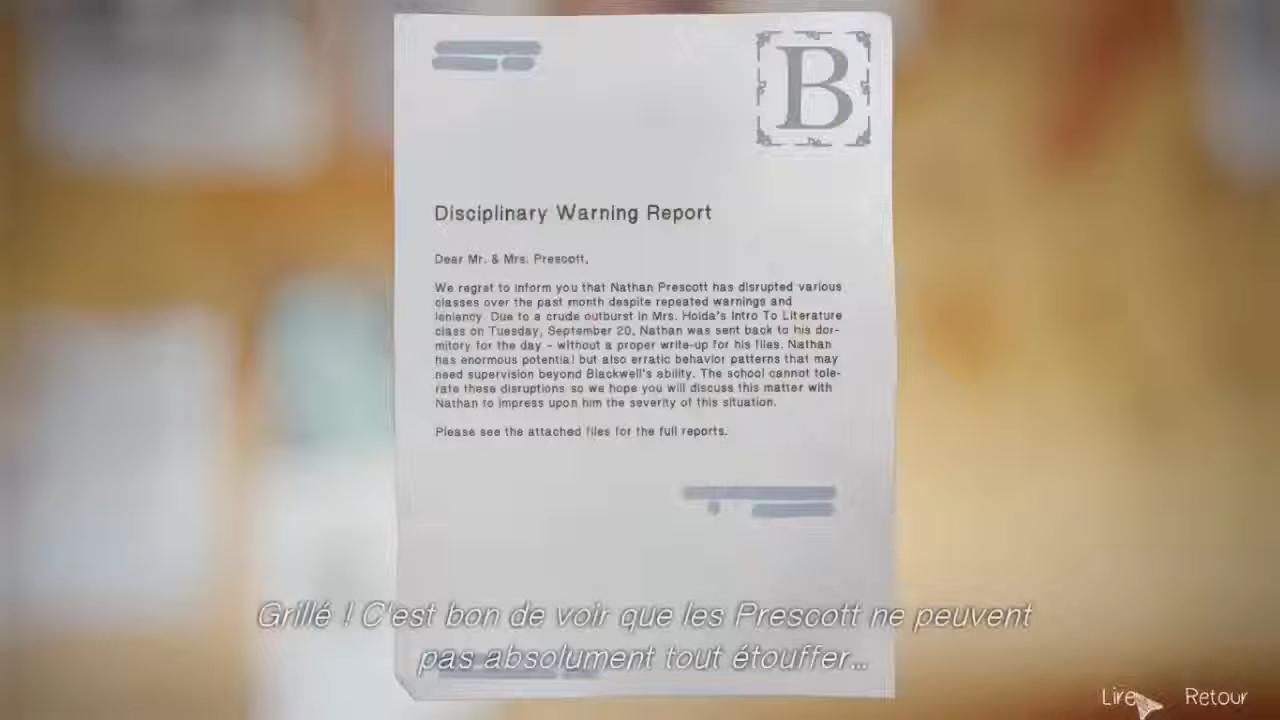 B
Disciplinary Warning Report
Dear Mr. & Mrs. Prescott,
We regret to inform you that Nathan Prescott has disrupted various
classes over the past month despite repeated warnings and
leniency. Due to a crude outburst in Mrs. Hoida's Intro To Literature
class on Tuesday, September 20, Nathan was sent back to his dor-
mitory for the day - without a proper write-up for his files. Nathan
has enormous potential but also erratic behavior patterns that may
need supervision beyond Blackwell's ability. The school cannot tole-
rate these disruptions so we hope you will discuss this matter with
Nathan to impress upon him the severity of this situation.
Please see the attached files for the full reports.
Grillé ! C'est bon de voir que les Prescott ne peuvent
pas absolument tout étouffer...
Lire Retour